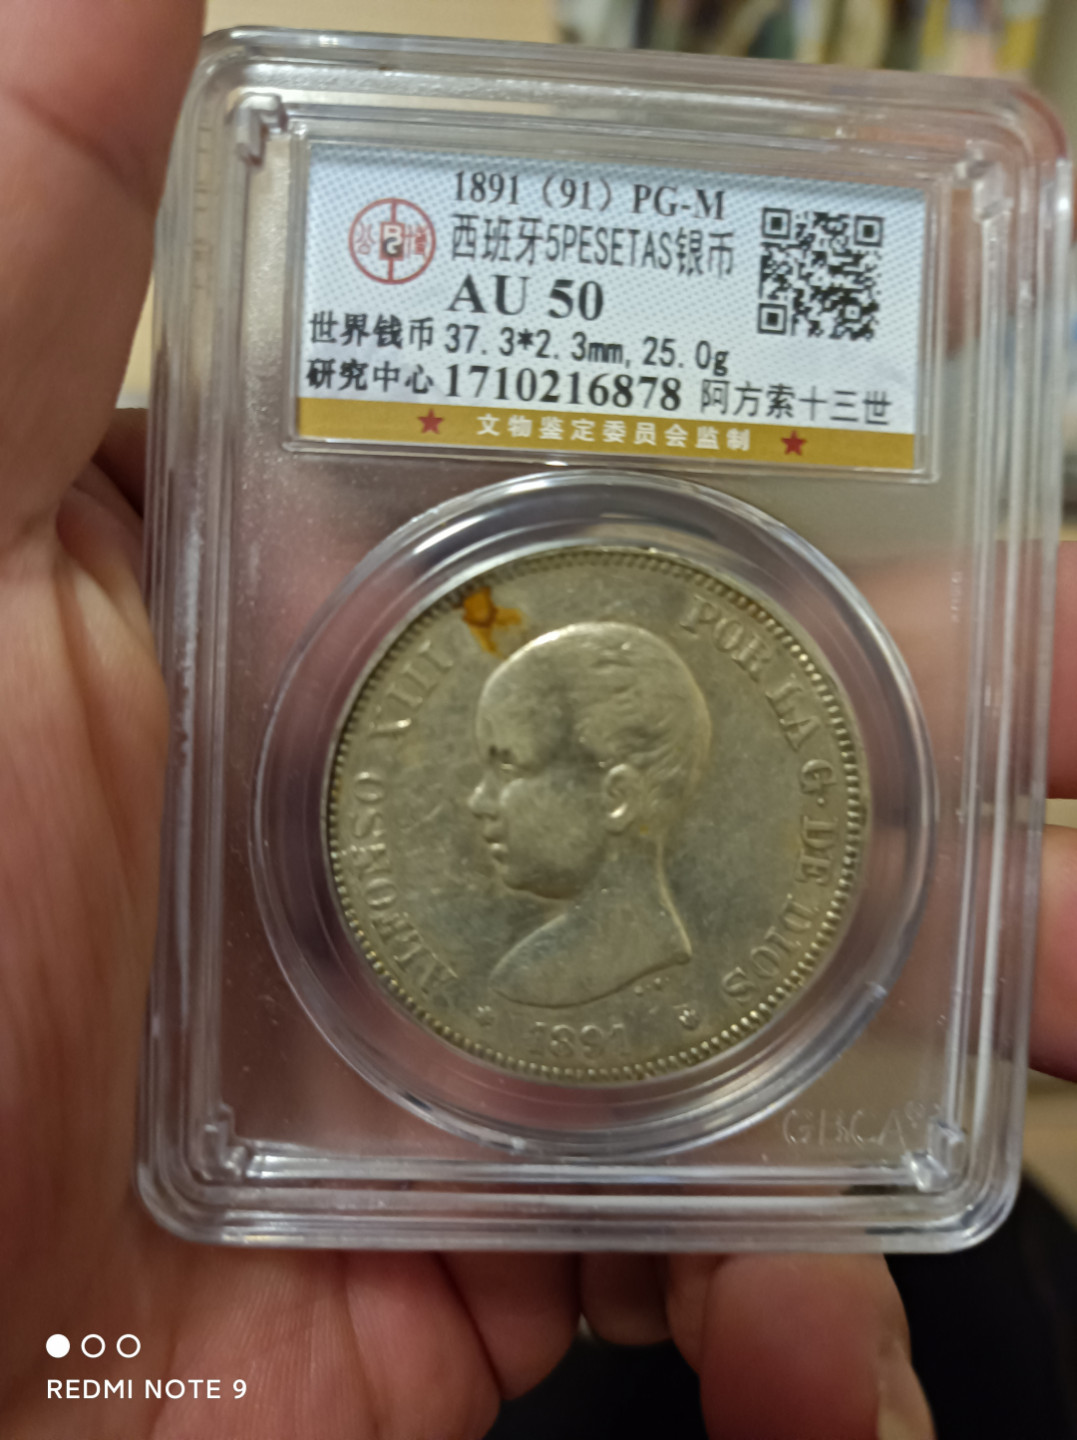 1891（91）PG-M
西班牙5PESETAS银币
AU 50
世界钱币 37.3*2.3mm,25.0g
研究中心 1710216878 阿方索十三世
★ 文物鉴定委员会监制 ★
BG
ALFONSO XIII POR LA G. DE DIOS
1891
GBCA
REDMI NOTE 9